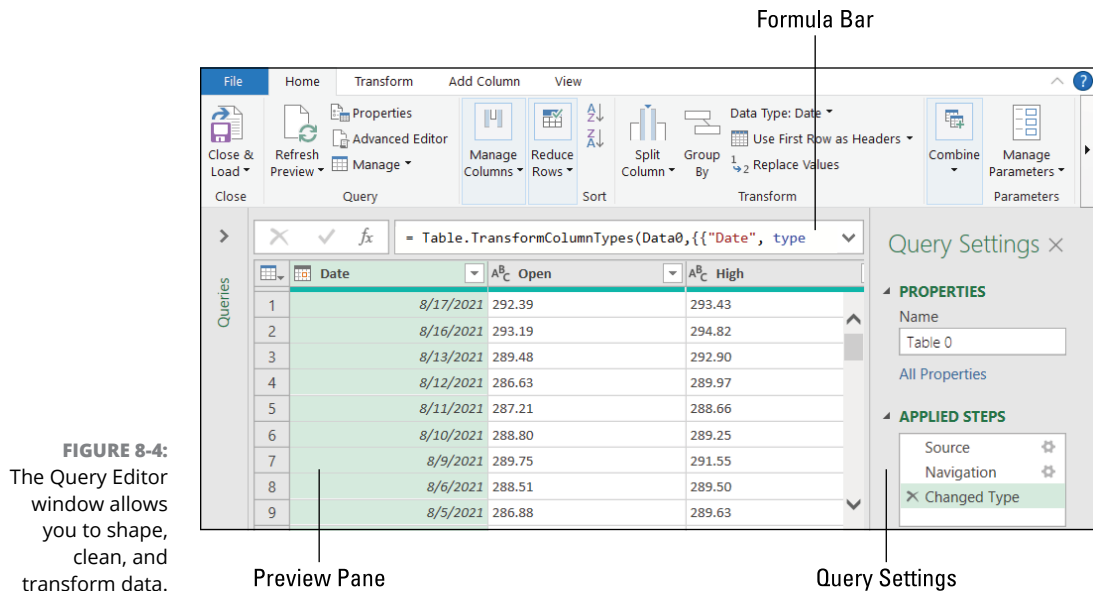 Formula Bar
File Home Transform Add Column View
?
Properties
Advanced Editor
Manage
Close & Load
Refresh Preview
Manage Columns
Reduce Rows
A Z
Z A
Split Column
Group By
Data Type: Date
Use First Row as Headers
1 2 Replace Values
Combine
Manage Parameters
Close Query Sort Transform Parameters
fx = Table.TransformColumnTypes(Data0,{{"Date", type
Queries
Date ABC Open ABC High
1 8/17/2021 292.39 293.43
2 8/16/2021 293.19 294.82
3 8/13/2021 289.48 292.90
4 8/12/2021 286.63 289.97
5 8/11/2021 287.21 288.66
6 8/10/2021 288.80 289.25
7 8/9/2021 289.75 291.55
8 8/6/2021 288.51 289.50
9 8/5/2021 286.88 289.63
Query Settings
PROPERTIES
Name
Table 0
All Properties
APPLIED STEPS
Source
Navigation
Changed Type
FIGURE 8-4:
The Query Editor
window allows
you to shape,
clean, and
transform data.
Preview Pane
Query Settings